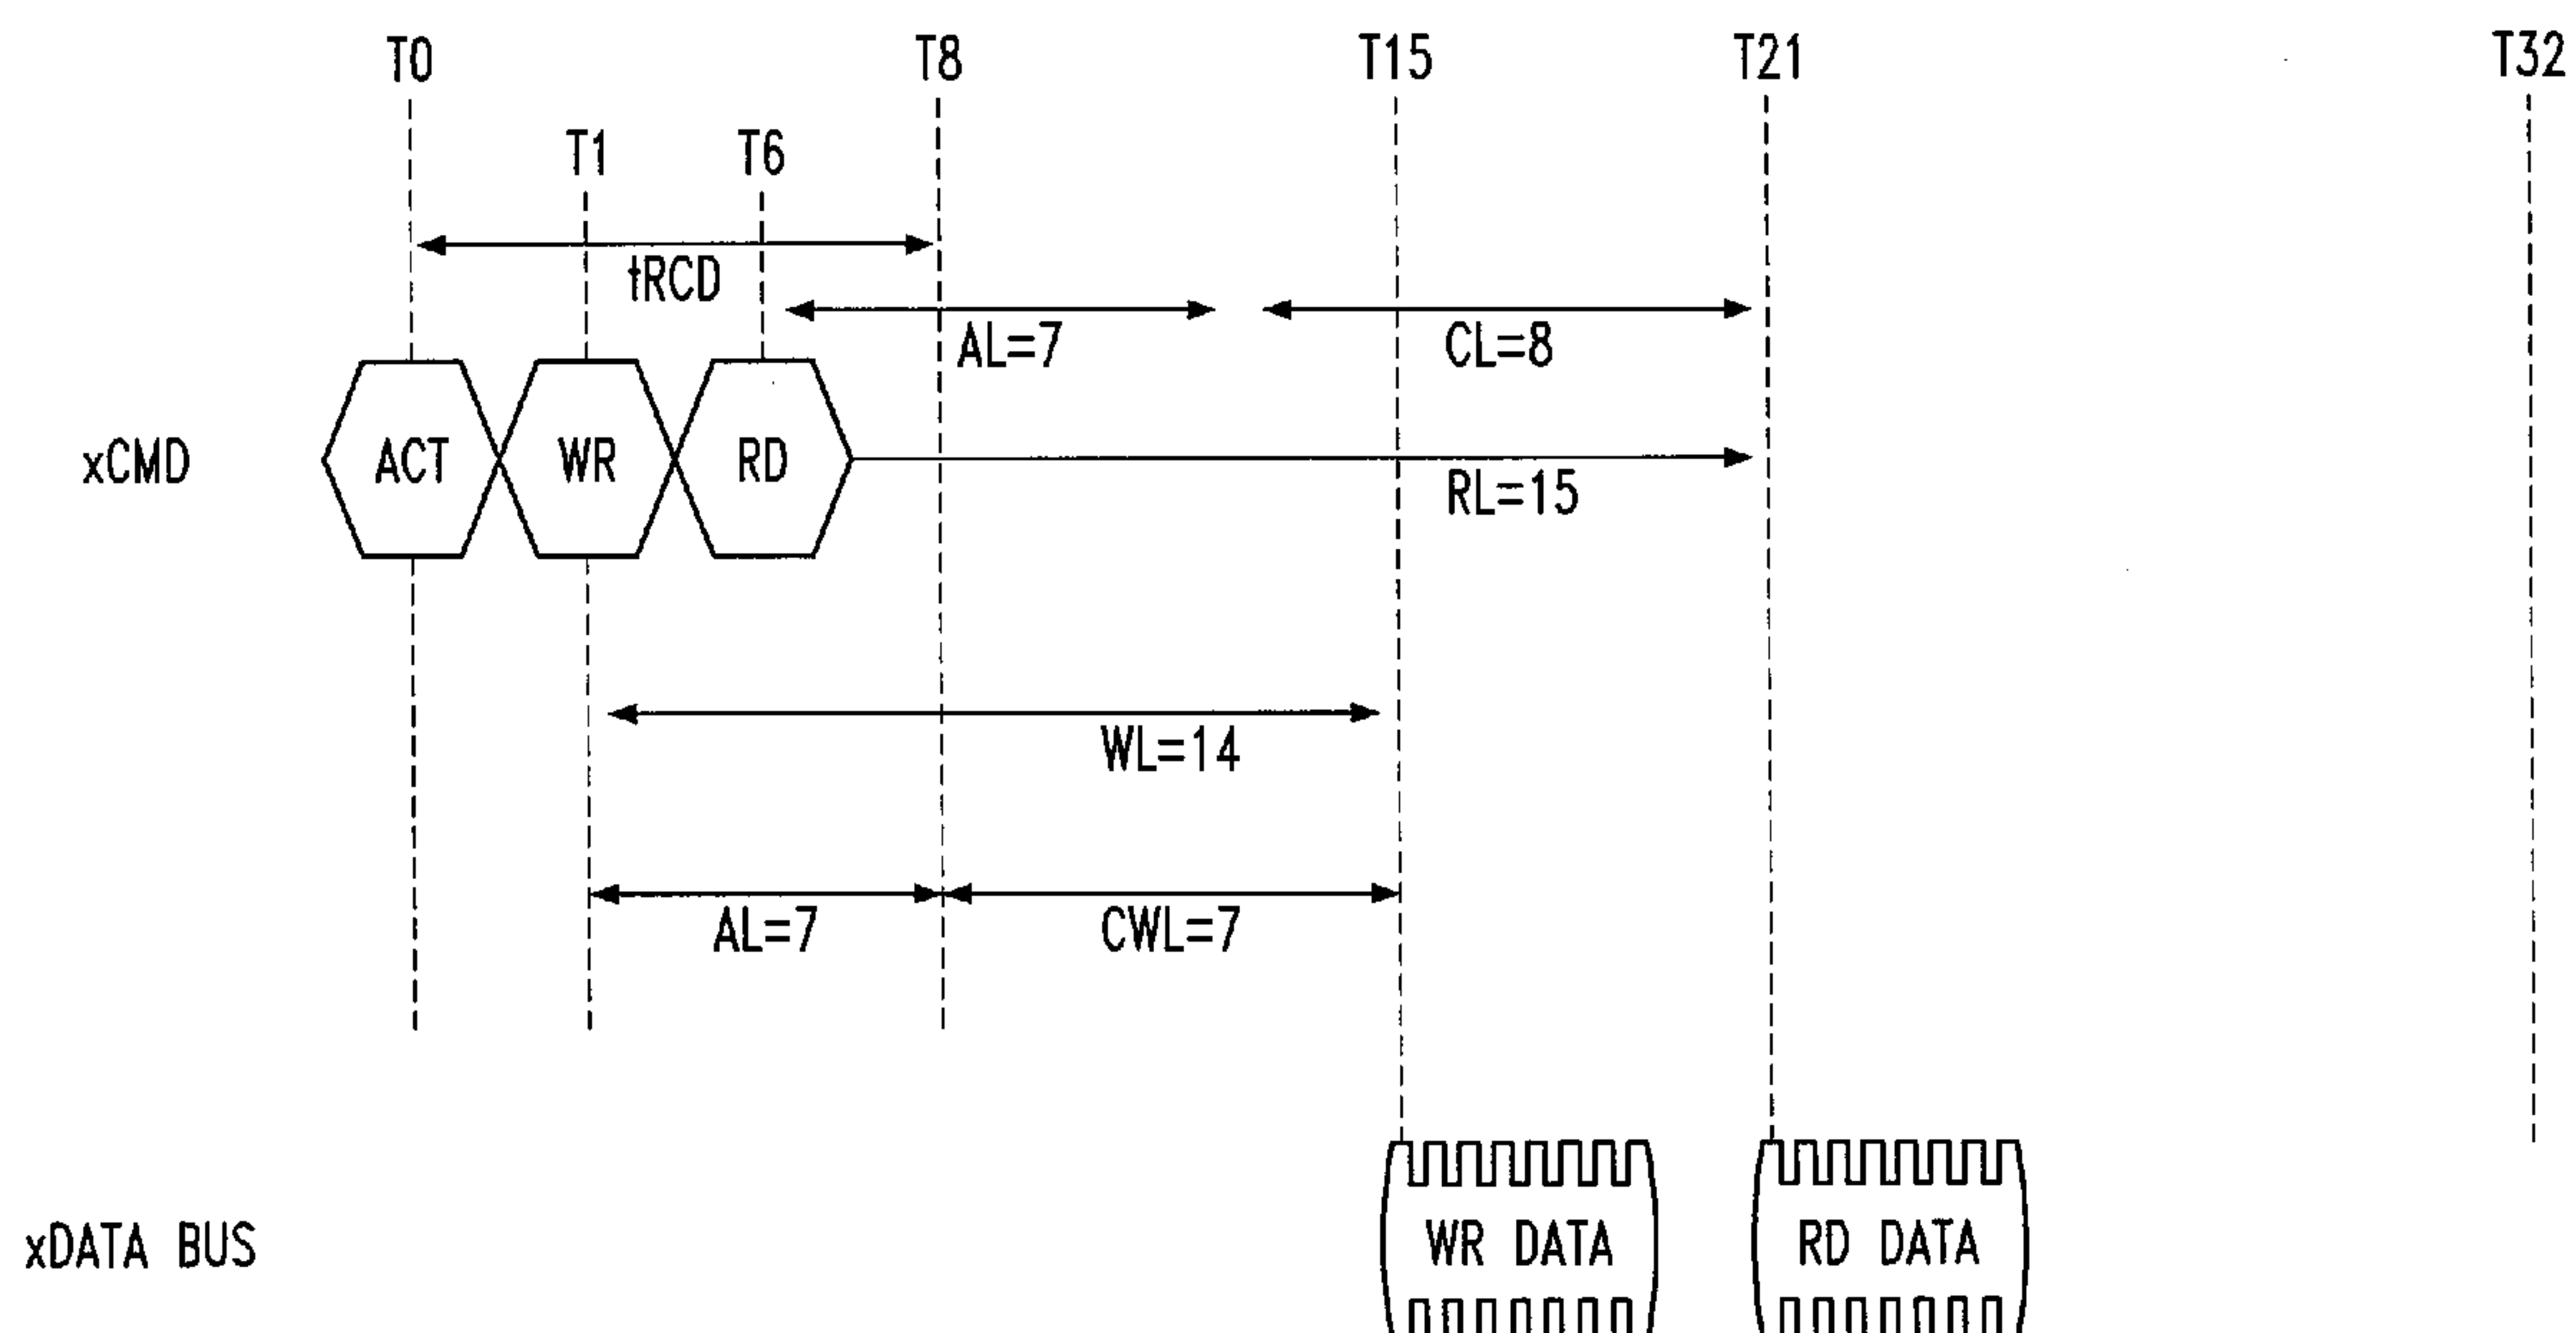 T0 T8 T15 T21 T32
T1 T6
tRCD
AL=7 CL=8
xCMD ACT WR RD
RL=15
WL=14
AL=7 CWL=7
xDATA BUS WR DATA RD DATA